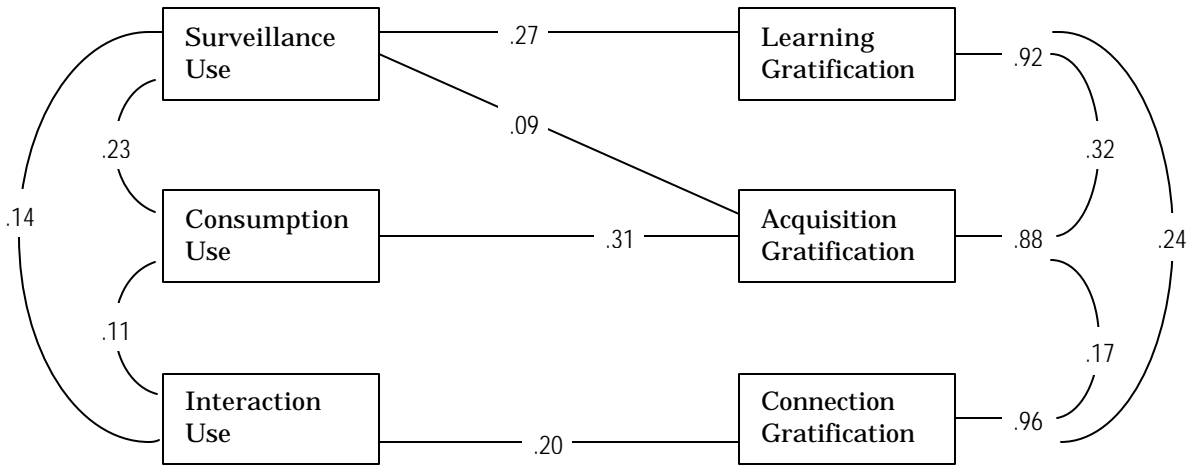 Surveillance
Use
.27
Learning
Gratification
.92
.09
.23
.32
.14
Consumption
Use
.31
Acquisition
Gratification
.88
.24
.11
.17
Interaction
Use
.20
Connection
Gratification
.96